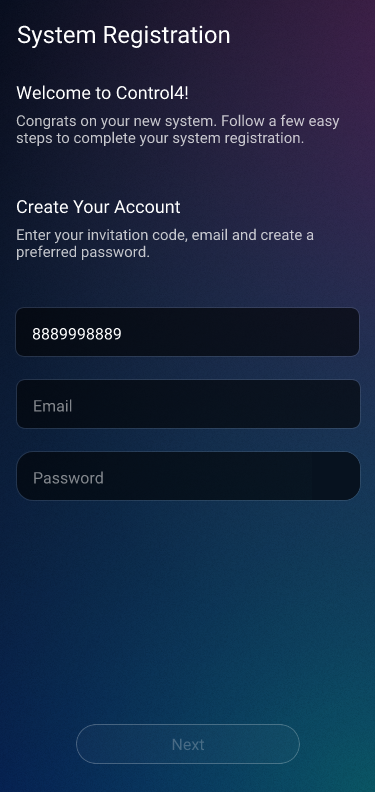 System Registration
Welcome to Control4!
Congrats on your new system. Follow a few easy
steps to complete your system registration.
Create Your Account
Enter your invitation code, email and create a
preferred password.
8889998889
Email
Password
Next